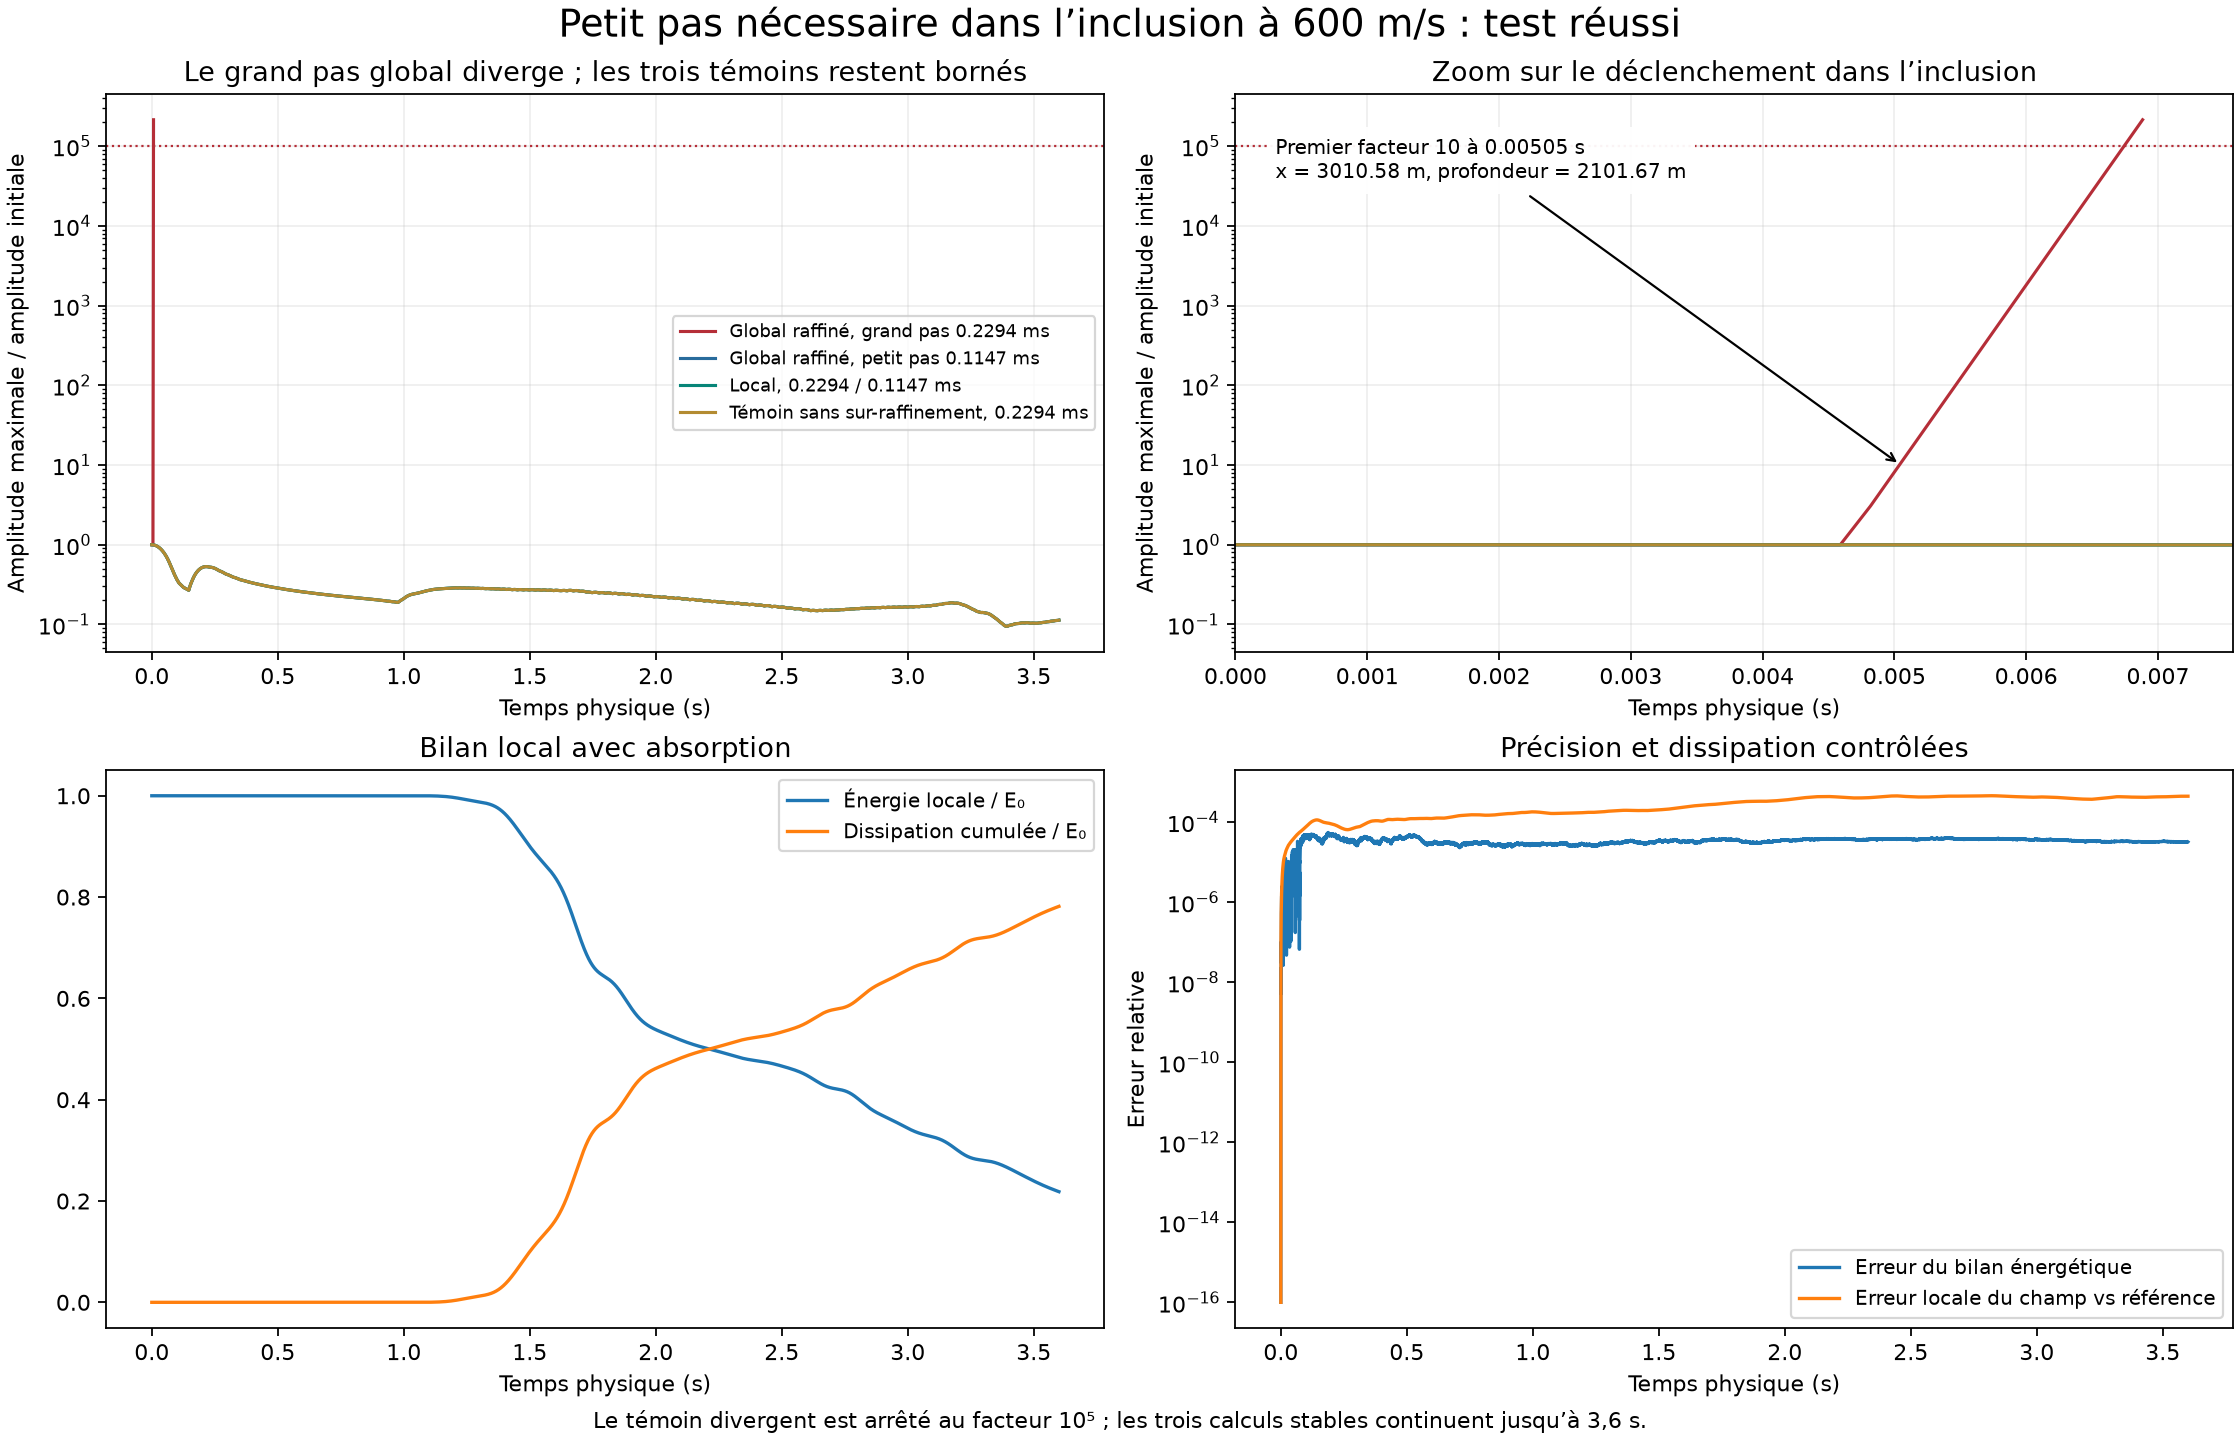 Petit pas nécessaire dans l’inclusion à 600 m/s : test réussi
Le grand pas global diverge ; les trois témoins restent bornés
Amplitude maximale / amplitude initiale
10⁵
10⁴
10³
10²
10¹
10⁰
10⁻¹
Global raffiné, grand pas 0.2294 ms
Global raffiné, petit pas 0.1147 ms
Local, 0.2294 / 0.1147 ms
Témoin sans sur-raffinement, 0.2294 ms
0.0 0.5 1.0 1.5 2.0 2.5 3.0 3.5
Temps physique (s)
Zoom sur le déclenchement dans l’inclusion
Amplitude maximale / amplitude initiale
10⁵
10⁴
10³
10²
10¹
10⁰
10⁻¹
Premier facteur 10 à 0.00505 s
x = 3010.58 m, profondeur = 2101.67 m
0.000 0.001 0.002 0.003 0.004 0.005 0.006 0.007
Temps physique (s)
Bilan local avec absorption
1.0
0.8
0.6
0.4
0.2
0.0
Énergie locale / E₀
Dissipation cumulée / E₀
0.0 0.5 1.0 1.5 2.0 2.5 3.0 3.5
Temps physique (s)
Précision et dissipation contrôlées
Erreur relative
10⁻⁴
10⁻⁶
10⁻⁸
10⁻¹⁰
10⁻¹²
10⁻¹⁴
10⁻¹⁶
Erreur du bilan énergétique
Erreur locale du champ vs référence
0.0 0.5 1.0 1.5 2.0 2.5 3.0 3.5
Temps physique (s)
Le témoin divergent est arrêté au facteur 10⁵ ; les trois calculs stables continuent jusqu’à 3,6 s.